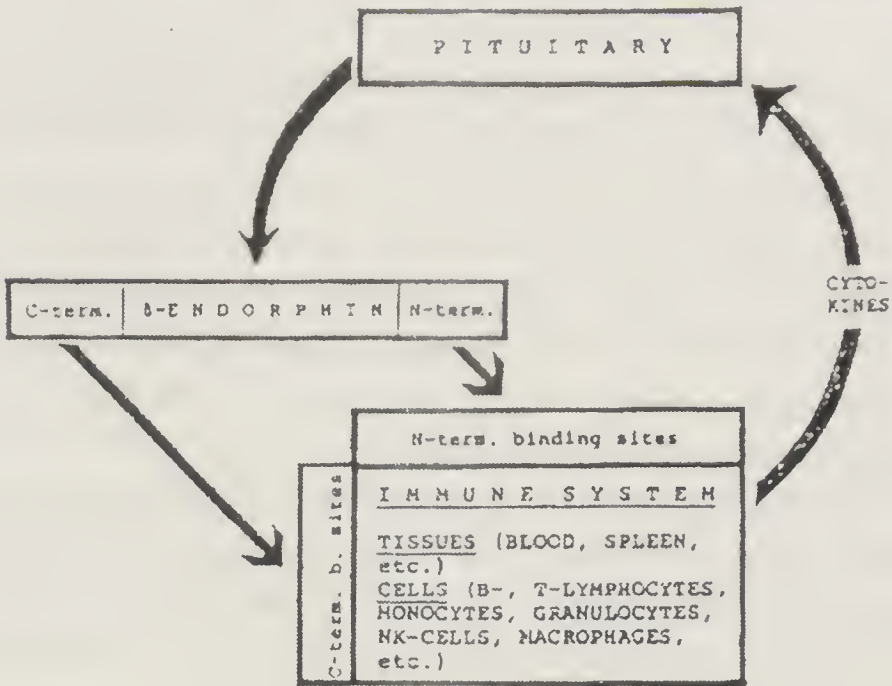 PITUITARY
C-term. β-ENDORPHIN N-term.
CYTO-
KINES
N-term. binding sites
C-term. b. sites
IMMUNE SYSTEM
TISSUES (BLOOD, SPLEEN,
etc.)
CELLS (B-, T-LYMPHOCYTES,
MONOCYTES, GRANULOCYTES,
NK-CELLS, MACROPHAGES,
etc.)